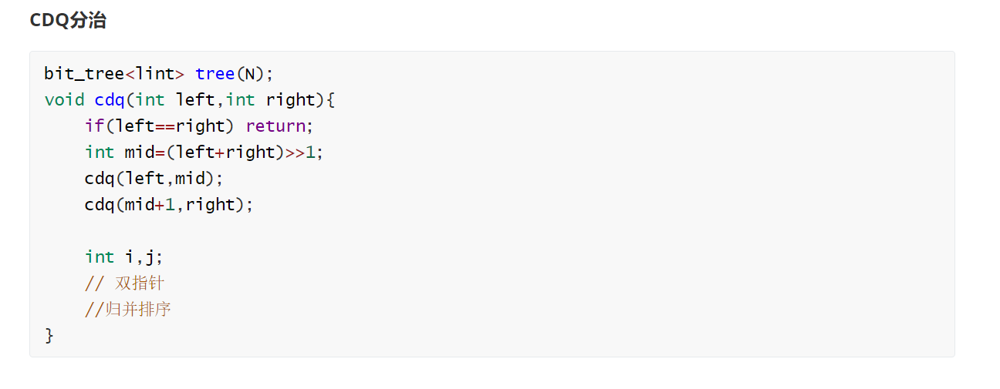 CDQ分治
bit_tree<lint> tree(N);
void cdq(int left,int right){
    if(left==right) return;
    int mid=(left+right)>>1;
    cdq(left,mid);
    cdq(mid+1,right);

    int i,j;
    // 双指针
    //归并排序
}